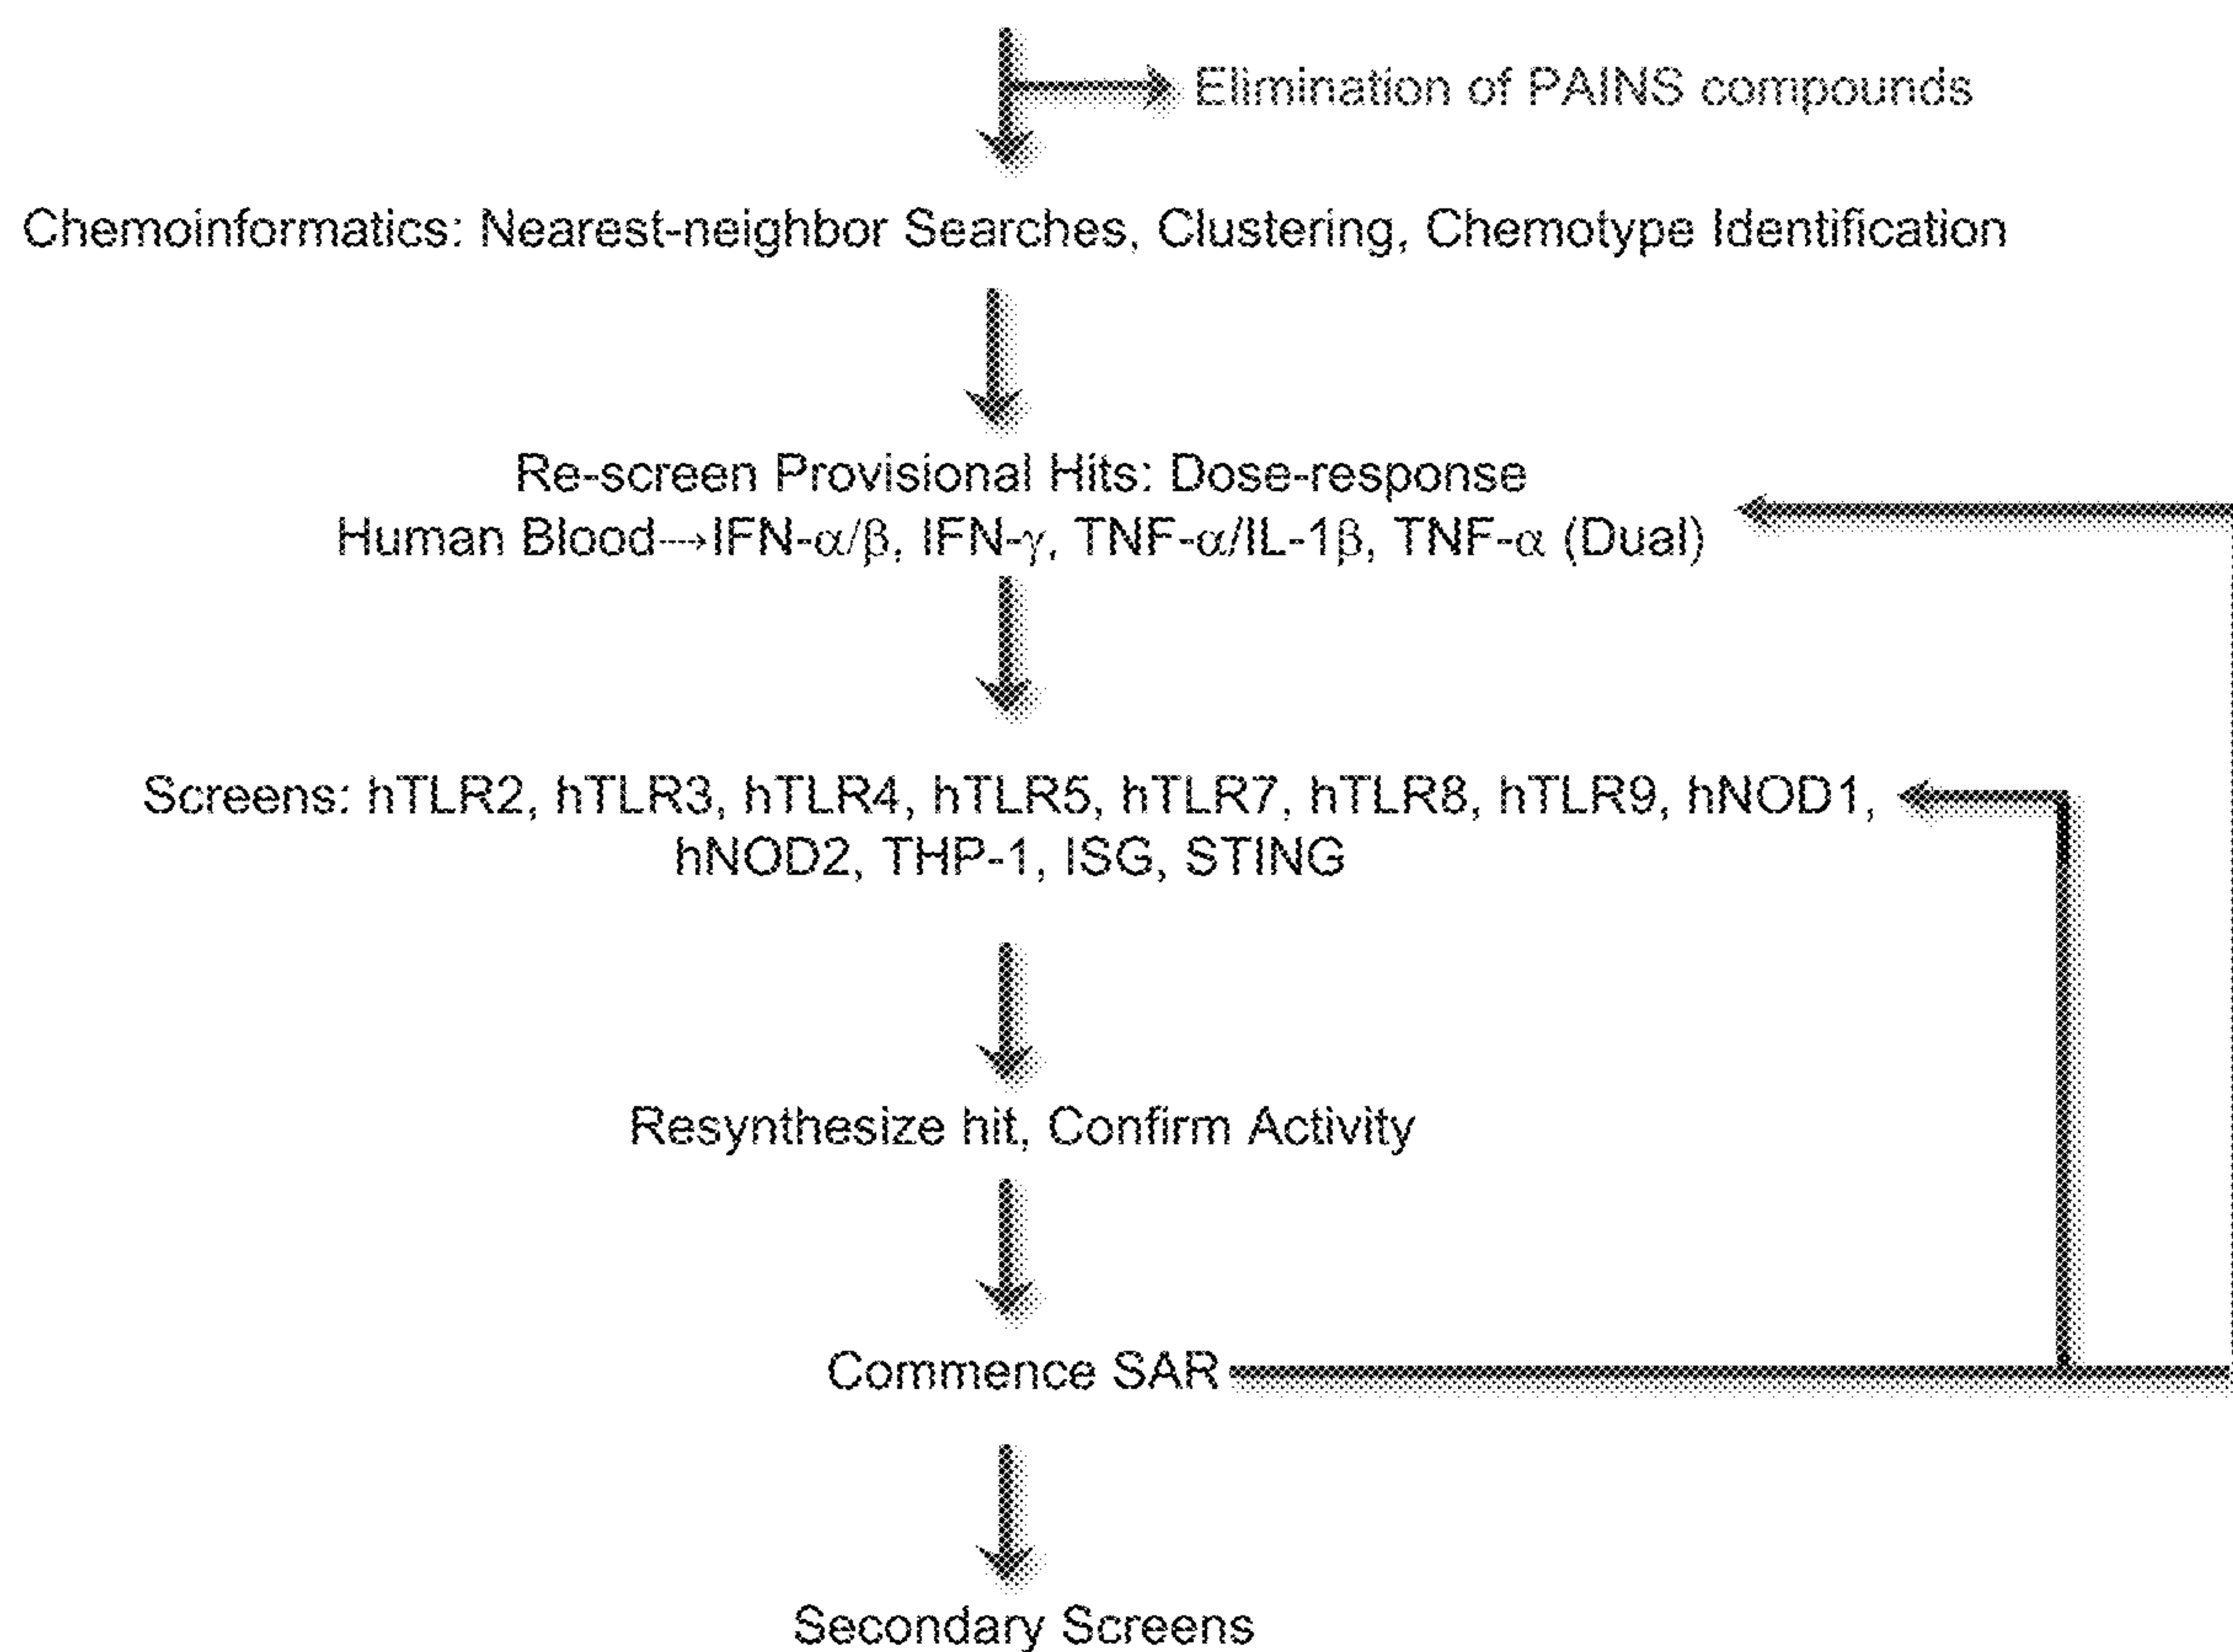 Elimination of PAINS compounds
Chemoinformatics: Nearest-neighbor Searches, Clustering, Chemotype Identification
Re-screen Provisional Hits: Dose-response
Human Blood⤍IFN-α/β, IFN-γ, TNF-α/IL-1β, TNF-α (Dual)
Screens: hTLR2, hTLR3, hTLR4, hTLR5, hTLR7, hTLR8, hTLR9, hNOD1,
hNOD2, THP-1, ISG, STING
Resynthesize hit, Confirm Activity
Commence SAR
Secondary Screens